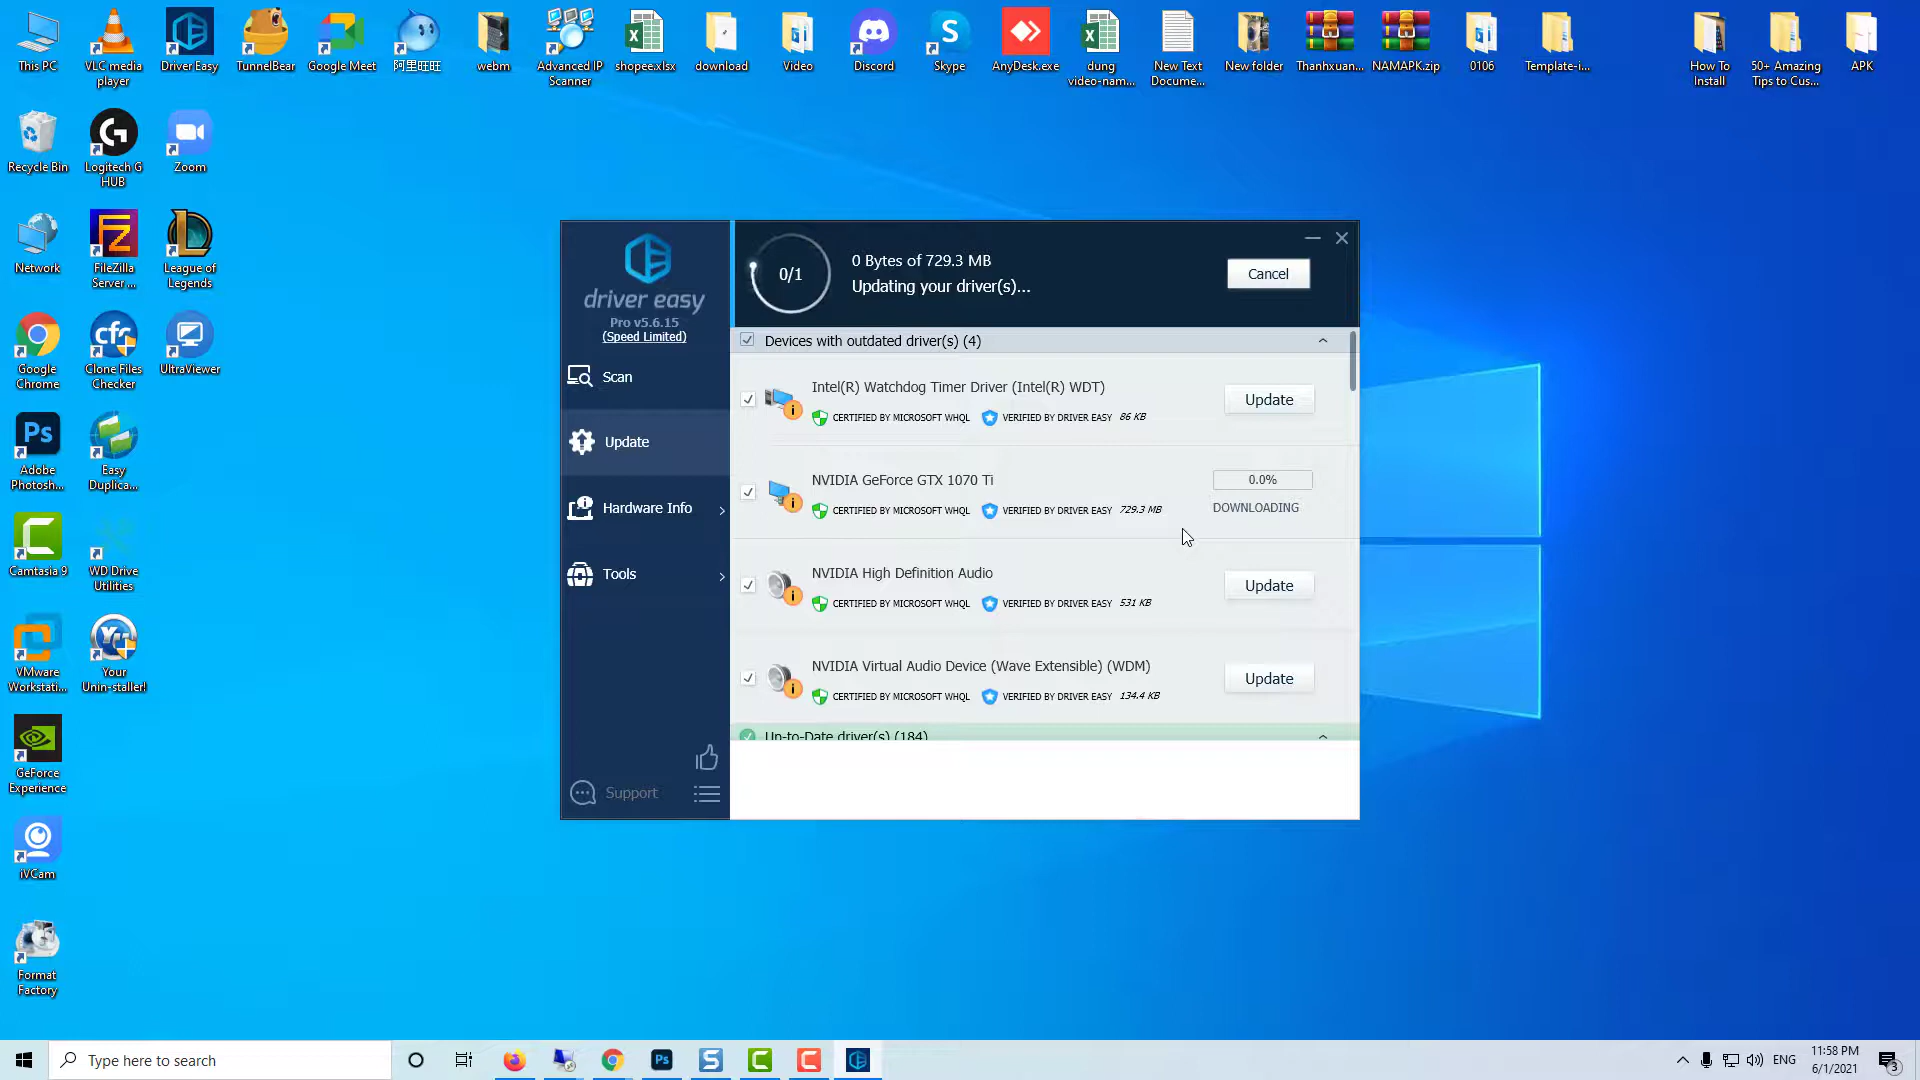 This PC
VLC media
player
Driver Easy
TunnelBear
Google Meet
阿里旺旺
webm
Advanced IP
Scanner
shopee.xlsx
download
Video
Discord
Skype
AnyDesk.exe
dung
video-nam...
New Text
Docume...
New folder
Thanhxuan...
NAMAPK.zip
0106
Template-i...
How To
Install
50+ Amazing
Tips to Cus...
APK
Recycle Bin
Logitech G
HUB
Zoom
Network
FileZilla
Server ...
League of
Legends
Google
Chrome
Clone Files
Checker
UltraViewer
Adobe
Photosh...
Easy
Duplica...
Camtasia 9
WD Drive
Utilities
VMware
Workstati...
Your
Unin-staller!
GeForce
Experience
iVCam
Format
Factory
driver easy
Pro v5.6.15
(Speed Limited)
Scan
Update
Hardware Info
Tools
Support
0/1
0 Bytes of 729.3 MB
Updating your driver(s)...
Cancel
Devices with outdated driver(s) (4)
Intel(R) Watchdog Timer Driver (Intel(R) WDT)
CERTIFIED BY MICROSOFT WHQL VERIFIED BY DRIVER EASY 86 KB
Update
NVIDIA GeForce GTX 1070 Ti
CERTIFIED BY MICROSOFT WHQL VERIFIED BY DRIVER EASY 729.3 MB
0.0%
DOWNLOADING
NVIDIA High Definition Audio
CERTIFIED BY MICROSOFT WHQL VERIFIED BY DRIVER EASY 531 KB
Update
NVIDIA Virtual Audio Device (Wave Extensible) (WDM)
CERTIFIED BY MICROSOFT WHQL VERIFIED BY DRIVER EASY 134.4 KB
Update
Up-to-Date driver(s) (184)
Type here to search
ENG
11:58 PM
6/1/2021
3